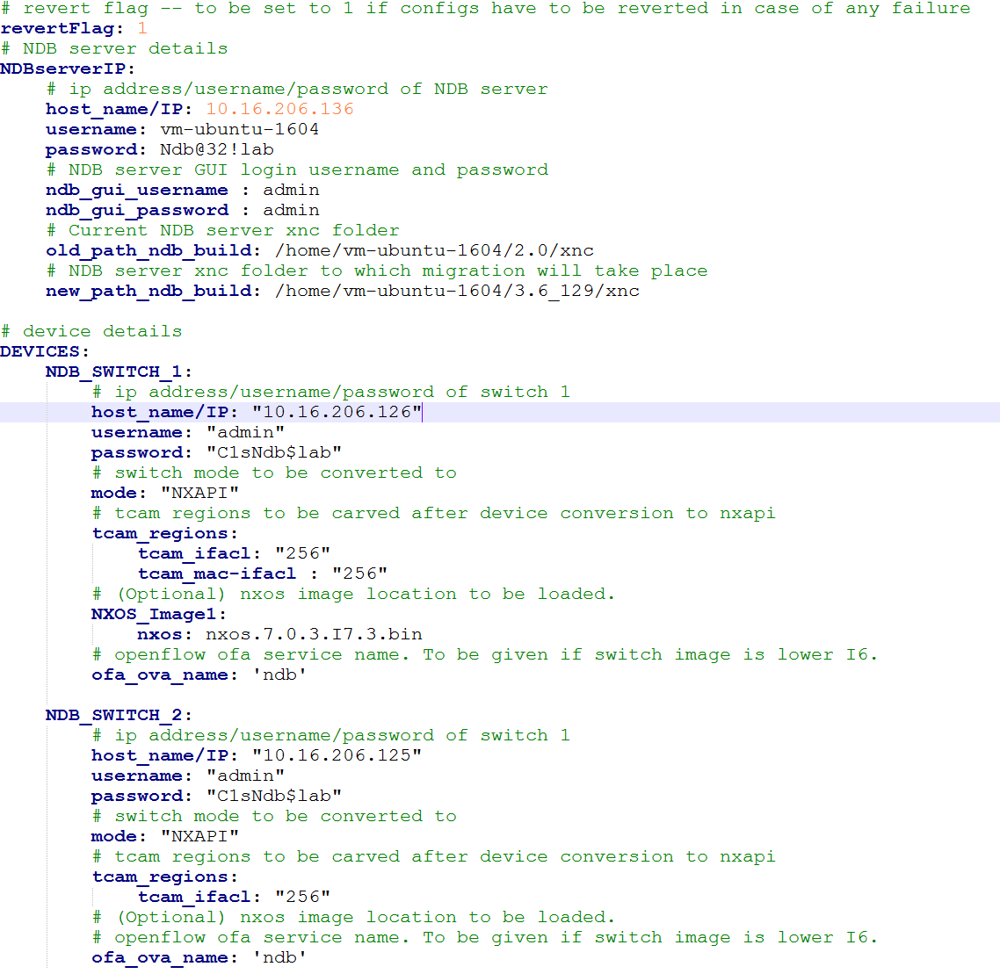 # revert flag -- to be set to 1 if configs have to be reverted in case of any failure
revertFlag: 1
# NDB server details
NDBserverIP:
    # ip address/username/password of NDB server
    host_name/IP: 10.16.206.136
    username: vm-ubuntu-1604
    password: Ndb@32!lab
    # NDB server GUI login username and password
    ndb_gui_username : admin
    ndb_gui_password : admin
    # Current NDB server xnc folder
    old_path_ndb_build: /home/vm-ubuntu-1604/2.0/xnc
    # NDB server xnc folder to which migration will take place
    new_path_ndb_build: /home/vm-ubuntu-1604/3.6_129/xnc

# device details
DEVICES:
    NDB_SWITCH_1:
        # ip address/username/password of switch 1
        host_name/IP: "10.16.206.126"
        username: "admin"
        password: "C1sNdb$lab"
        # switch mode to be converted to
        mode: "NXAPI"
        # tcam regions to be carved after device conversion to nxapi
        tcam_regions:
            tcam_ifacl: "256"
            tcam_mac-ifacl : "256"
        # (Optional) nxos image location to be loaded.
        NXOS_Image1:
            nxos: nxos.7.0.3.I7.3.bin
        # openflow ofa service name. To be given if switch image is lower I6.
        ofa_ova_name: 'ndb'

    NDB_SWITCH_2:
        # ip address/username/password of switch 1
        host_name/IP: "10.16.206.125"
        username: "admin"
        password: "C1sNdb$lab"
        # switch mode to be converted to
        mode: "NXAPI"
        # tcam regions to be carved after device conversion to nxapi
        tcam_regions:
            tcam_ifacl: "256"
        # (Optional) nxos image location to be loaded.
        # openflow ofa service name. To be given if switch image is lower I6.
        ofa_ova_name: 'ndb'